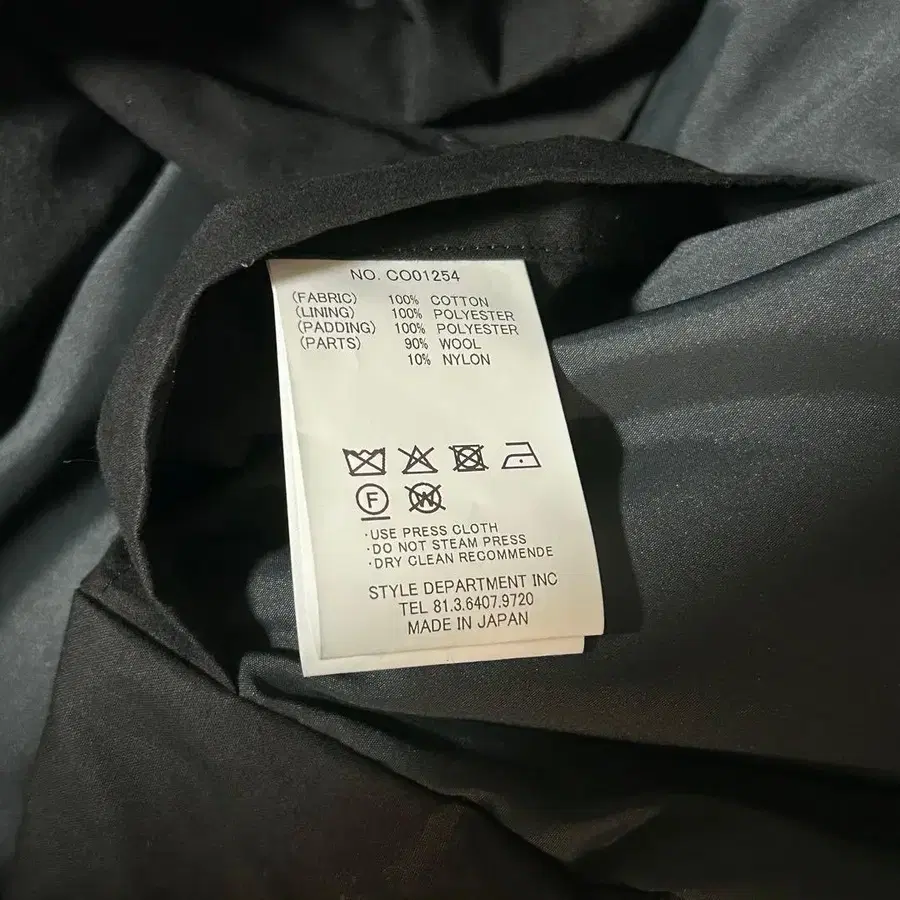 NO. CO01254
(FABRIC) 100% COTTON
(LINING) 100% POLYESTER
(PADDING) 100% POLYESTER
(PARTS) 90% WOOL
10% NYLON
F W
·USE PRESS CLOTH
·DO NOT STEAM PRESS
·DRY CLEAN RECOMMENDE
STYLE DEPARTMENT INC
TEL 81.3.6407.9720
MADE IN JAPAN